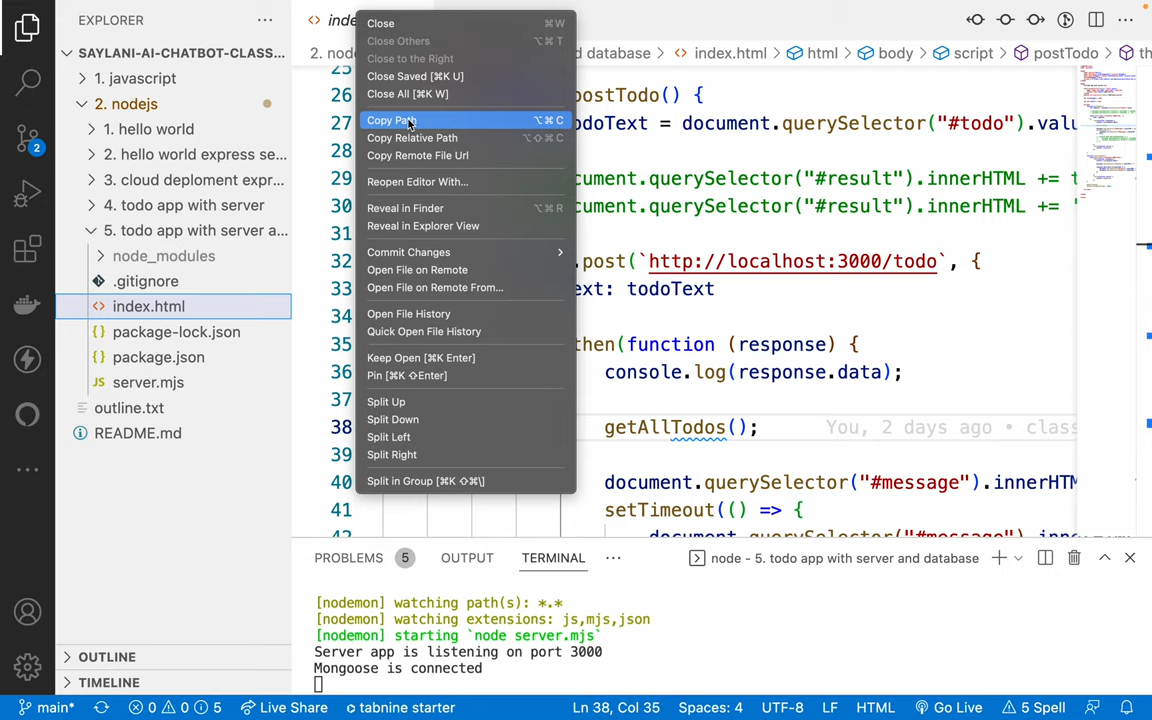 EXPLORER
SAYLANI-AI-CHATBOT-CLASS...
1. javascript
2. nodejs
1. hello world
2. hello world express se...
3. cloud deploment expr...
4. todo app with server
5. todo app with server a...
node_modules
.gitignore
index.html
package-lock.json
package.json
server.mjs
outline.txt
README.md
OUTLINE
TIMELINE
2
Close ⌘W
Close Others ⌥⌘T
Close to the Right
Close Saved [⌘K U]
Close All [⌘K W]
Copy Path ⌥⌘C
Copy Relative Path ⌥⇧⌘C
Copy Remote File Url
Reopen Editor With...
Reveal in Finder ⌥⌘R
Reveal in Explorer View
Commit Changes
Open File on Remote
Open File on Remote From...
Open File History
Quick Open File History
Keep Open [⌘K Enter]
Pin [⌘K ⇧Enter]
Split Up
Split Down
Split Left
Split Right
Split in Group [⌘K ⇧⌘\]
database > index.html > html > body > script > postTodo > th
25
26 ostTodo() {
27 odoText = document.querySelector("#todo").valu
28
29 cument.querySelector("#result").innerHTML += t
30 cument.querySelector("#result").innerHTML += '
31
32 .post(`http://localhost:3000/todo`, {
33 ext: todoText
34
35 then(function (response) {
36 console.log(response.data);
37
38 getAllTodos(); You, 2 days ago • class
39
40 document.querySelector("#message").innerHTM
41 setTimeout(() => {
42 document.querySelector("#message").inne
PROBLEMS 5 OUTPUT TERMINAL ··· node - 5. todo app with server and database
[nodemon] watching path(s): *.*
[nodemon] watching extensions: js,mjs,json
[nodemon] starting `node server.mjs`
Server app is listening on port 3000
Mongoose is connected
main* 0 0 5 Live Share tabnine starter Ln 38, Col 35 Spaces: 4 UTF-8 LF HTML Go Live 5 Spell